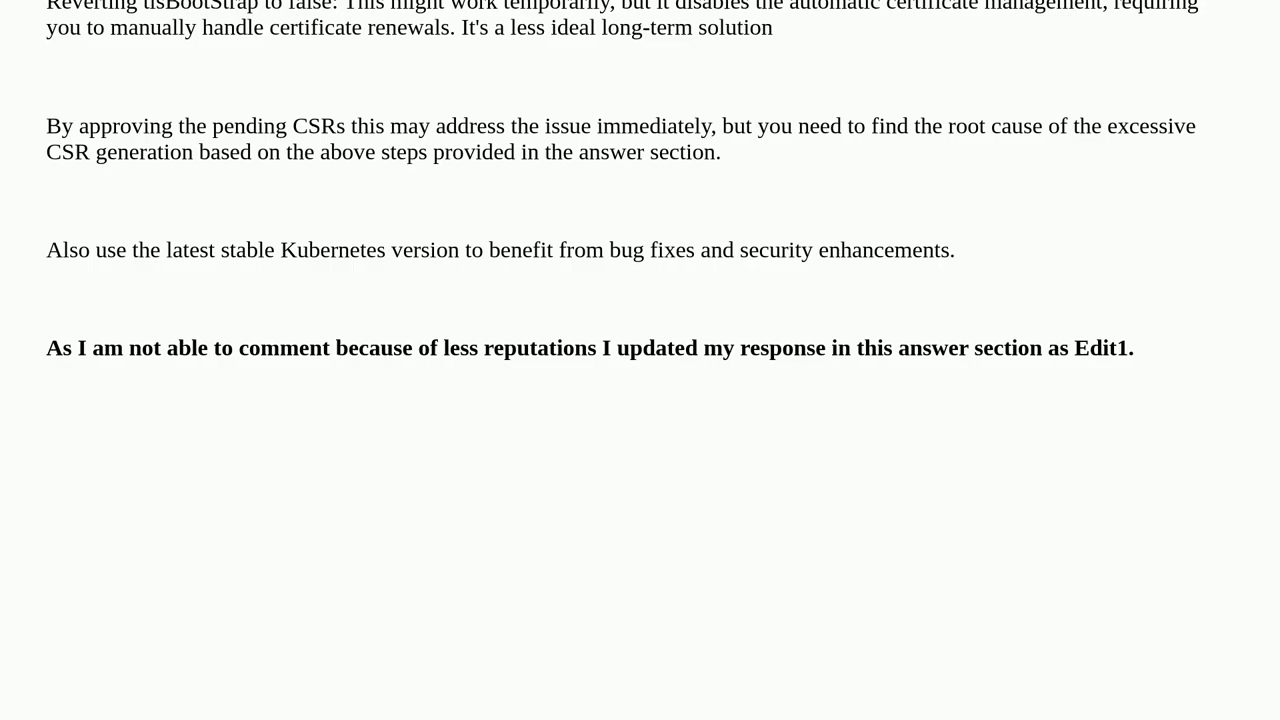 Reverting tlsBootStrap to false: This might work temporarily, but it disables the automatic certificate management, requiring
you to manually handle certificate renewals. It's a less ideal long-term solution
By approving the pending CSRs this may address the issue immediately, but you need to find the root cause of the excessive
CSR generation based on the above steps provided in the answer section.
Also use the latest stable Kubernetes version to benefit from bug fixes and security enhancements.
As I am not able to comment because of less reputations I updated my response in this answer section as Edit1.